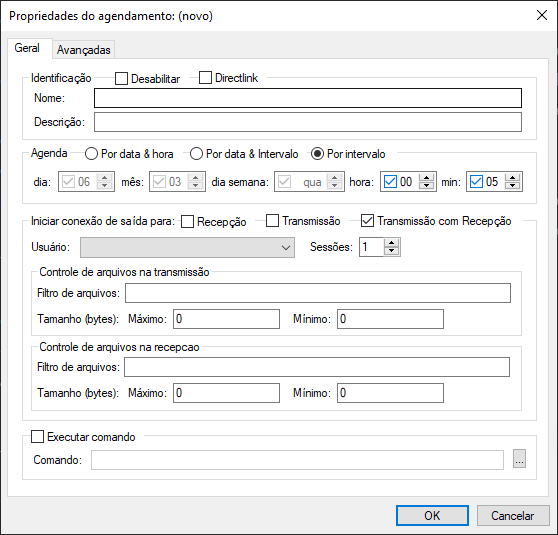 Propriedades do agendamento: (novo)
Geral Avançadas
Identificação Desabilitar Directlink
Nome:
Descrição:
Agenda Por data & hora Por data & Intervalo Por intervalo
dia: 06 mês: 03 dia semana: qua hora: 00 min: 05
Iniciar conexão de saída para: Recepção Transmissão Transmissão com Recepção
Usuário: Sessões: 1
Controle de arquivos na transmissão
Filtro de arquivos:
Tamanho (bytes): Máximo: 0 Mínimo: 0
Controle de arquivos na recepcao
Filtro de arquivos:
Tamanho (bytes): Máximo: 0 Mínimo: 0
Executar comando
Comando: ...
OK Cancelar